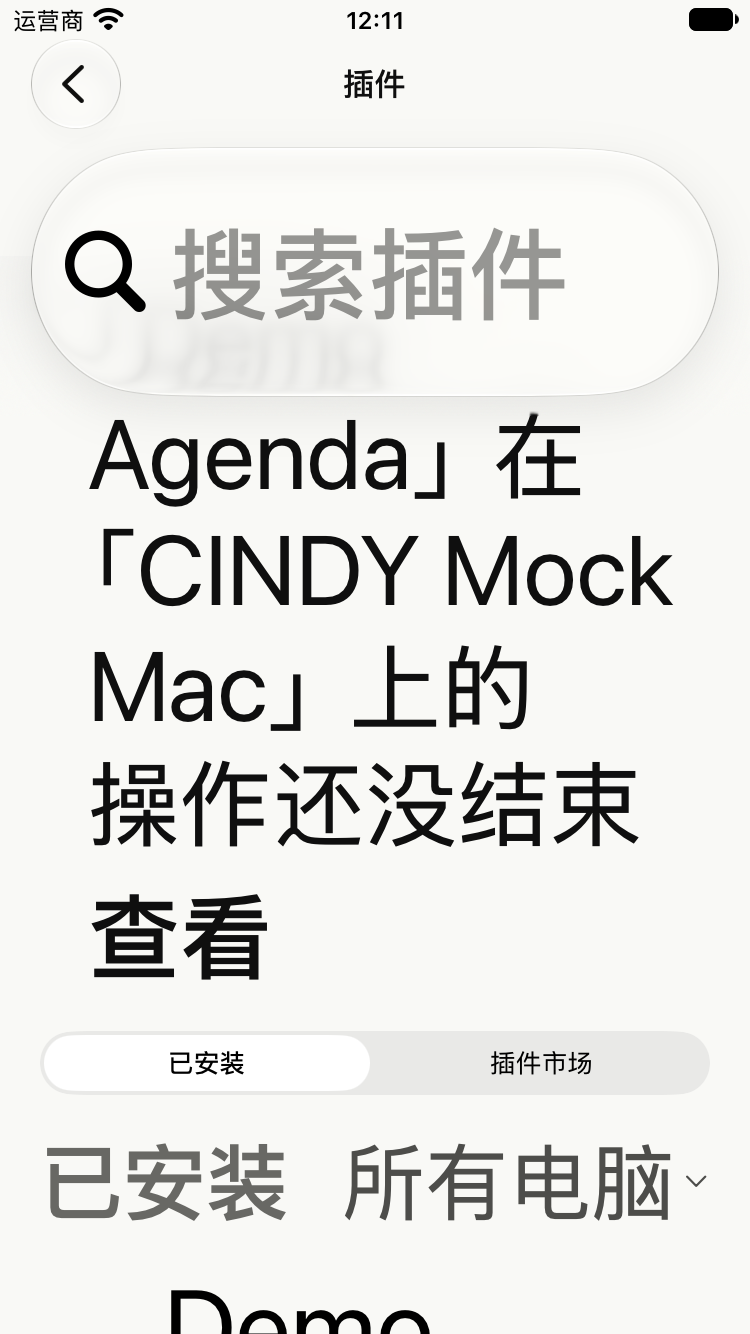 运营商 12:11
插件
搜索插件
Agenda」在
「CINDY Mock
Mac」上的
操作还没结束
查看
已安装 插件市场
已安装 所有电脑
Demo